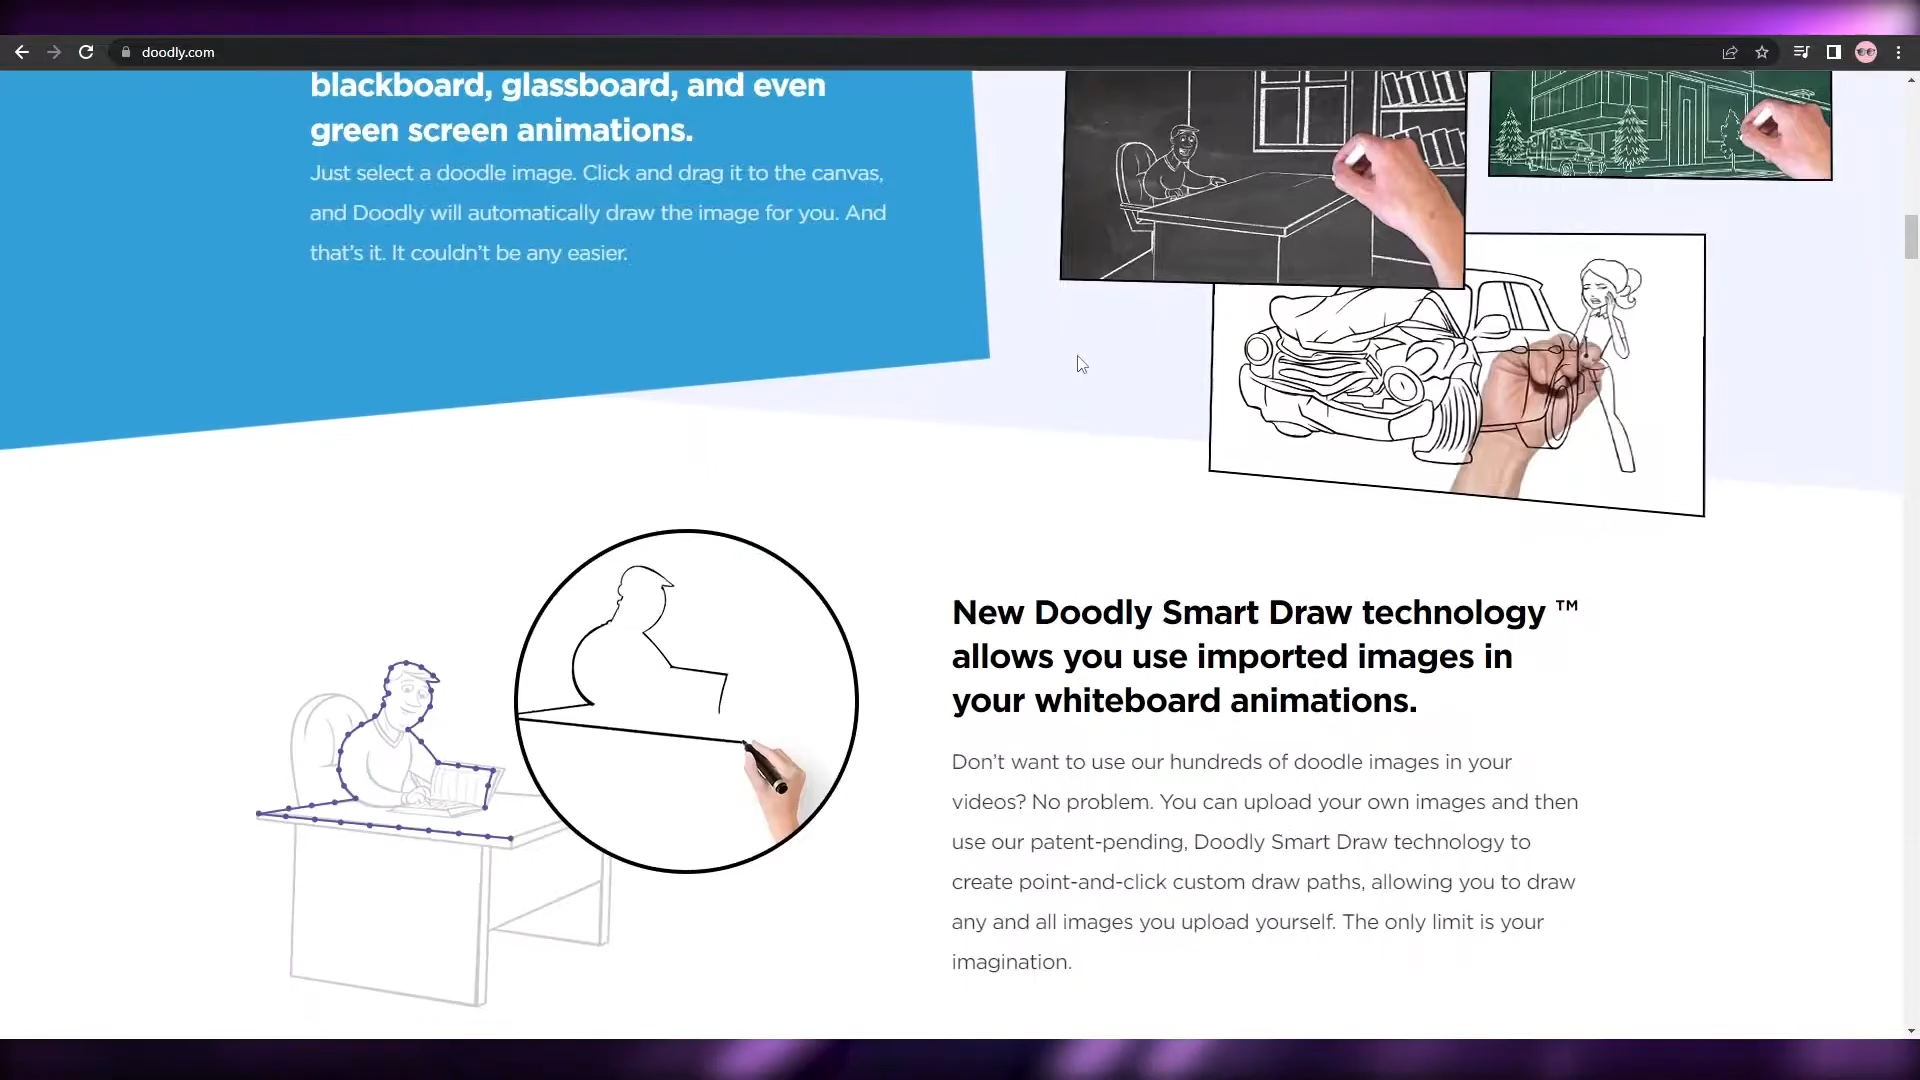 doodly.com
blackboard, glassboard, and even
green screen animations.
Just select a doodle image. Click and drag it to the canvas,
and Doodly will automatically draw the image for you. And
that's it. It couldn't be any easier.
New Doodly Smart Draw technology ™
allows you use imported images in
your whiteboard animations.
Don't want to use our hundreds of doodle images in your
videos? No problem. You can upload your own images and then
use our patent-pending, Doodly Smart Draw technology to
create point-and-click custom draw paths, allowing you to draw
any and all images you upload yourself. The only limit is your
imagination.